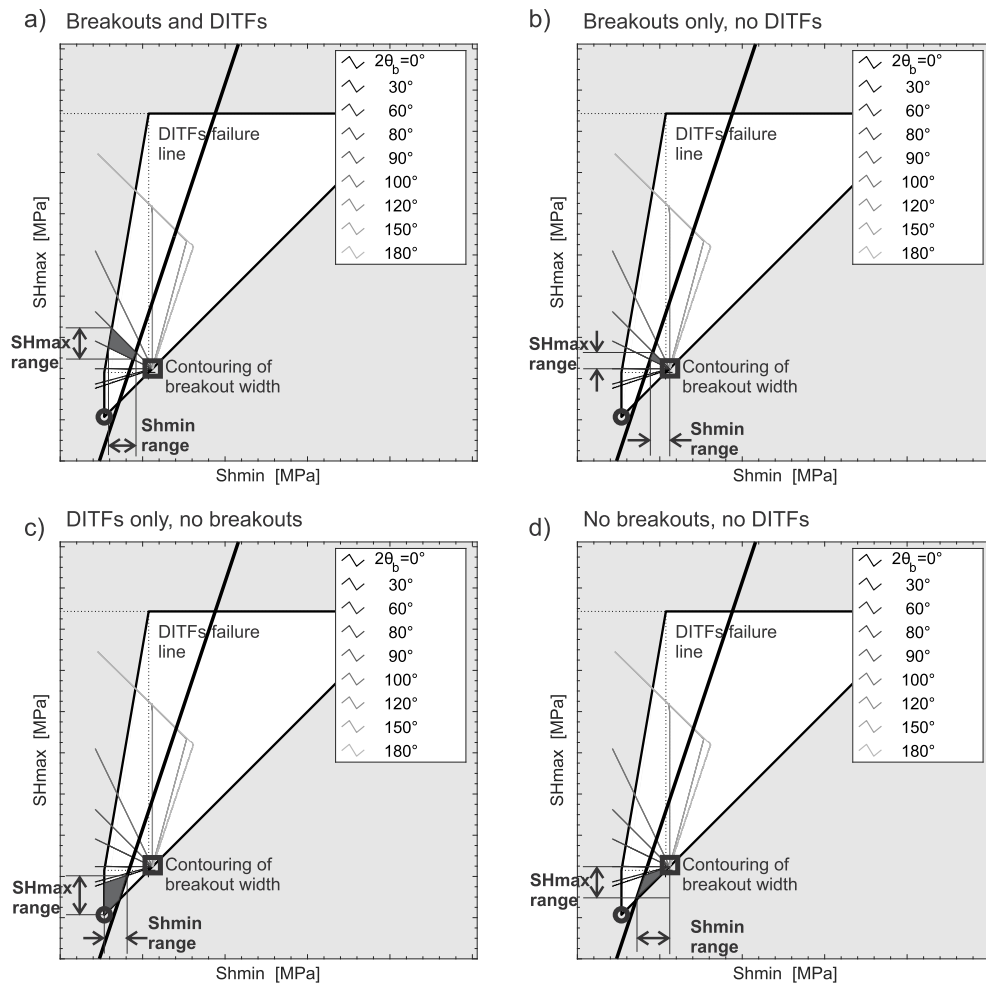 a) Breakouts and DITFs
2θb=0°
30°
60°
80°
90°
100°
120°
150°
180°
DITFs failure
line
SHmax [MPa]
SHmax
range
Contouring of
breakout width
Shmin
range
Shmin [MPa]
b) Breakouts only, no DITFs
2θb=0°
30°
60°
80°
90°
100°
120°
150°
180°
DITFs failure
line
SHmax [MPa]
SHmax
range
Contouring of
breakout width
Shmin
range
Shmin [MPa]
c) DITFs only, no breakouts
2θb=0°
30°
60°
80°
90°
100°
120°
150°
180°
DITFs failure
line
SHmax [MPa]
SHmax
range
Contouring of
breakout width
Shmin
range
Shmin [MPa]
d) No breakouts, no DITFs
2θb=0°
30°
60°
80°
90°
100°
120°
150°
180°
DITFs failure
line
SHmax [MPa]
SHmax
range
Contouring of
breakout width
Shmin
range
Shmin [MPa]